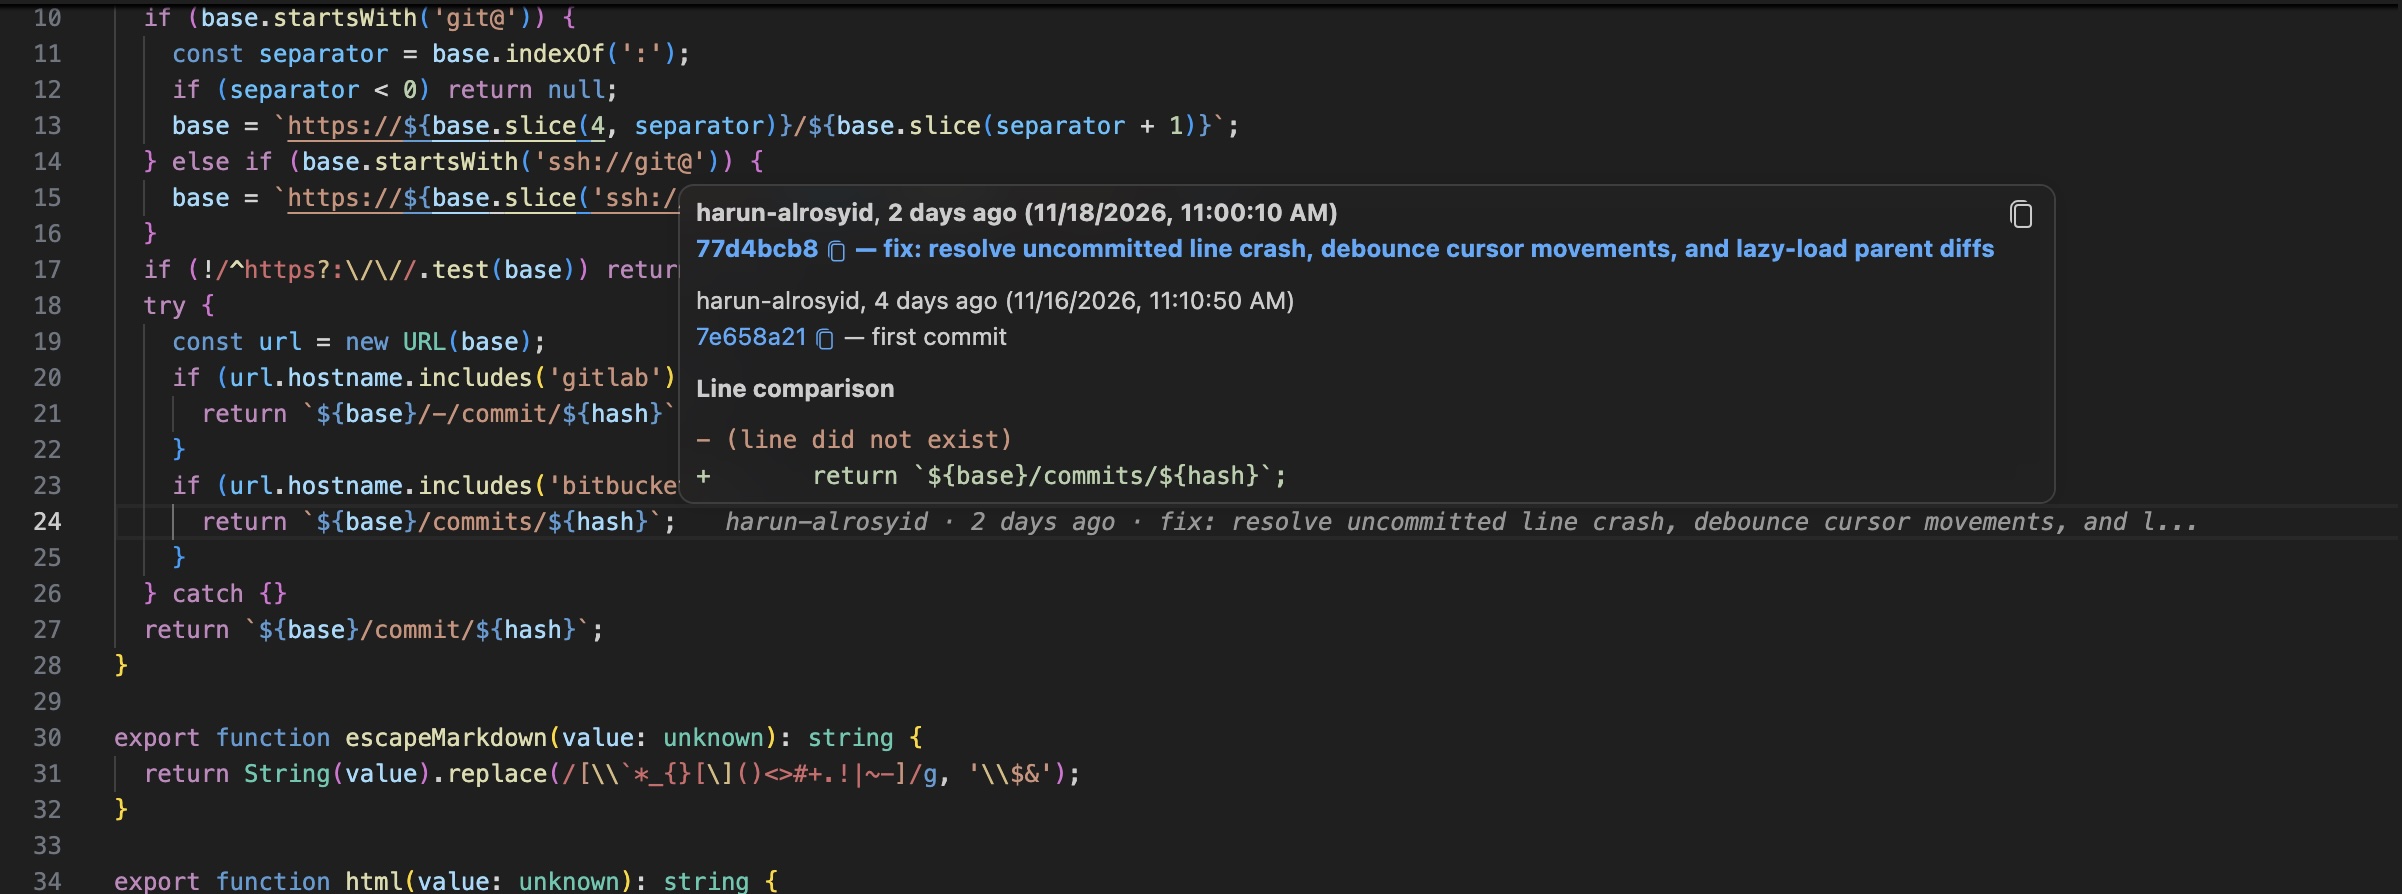 10 if (base.startsWith('git@')) {
11 const separator = base.indexOf(':');
12 if (separator < 0) return null;
13 base = `https://${base.slice(4, separator)}/${base.slice(separator + 1)}`;
14 } else if (base.startsWith('ssh://git@')) {
15 base = `https://${base.slice('ssh:/
16 }
17 if (!/^https?:\/\//.test(base)) retur
18 try {
19 const url = new URL(base);
20 if (url.hostname.includes('gitlab')
21 return `${base}/-/commit/${hash}`
22 }
23 if (url.hostname.includes('bitbucke
24 return `${base}/commits/${hash}`; harun-alrosyid · 2 days ago · fix: resolve uncommitted line crash, debounce cursor movements, and l...
25 }
26 } catch {}
27 return `${base}/commit/${hash}`;
28 }
29
30 export function escapeMarkdown(value: unknown): string {
31 return String(value).replace(/[\\`*_{}[\]()<>#+.!|~-]/g, '\\$&');
32 }
33
34 export function html(value: unknown): string {
harun-alrosyid, 2 days ago (11/18/2026, 11:00:10 AM)
77d4bcb8 — fix: resolve uncommitted line crash, debounce cursor movements, and lazy-load parent diffs
harun-alrosyid, 4 days ago (11/16/2026, 11:10:50 AM)
7e658a21 — first commit
Line comparison
- (line did not exist)
+ return `${base}/commits/${hash}`;